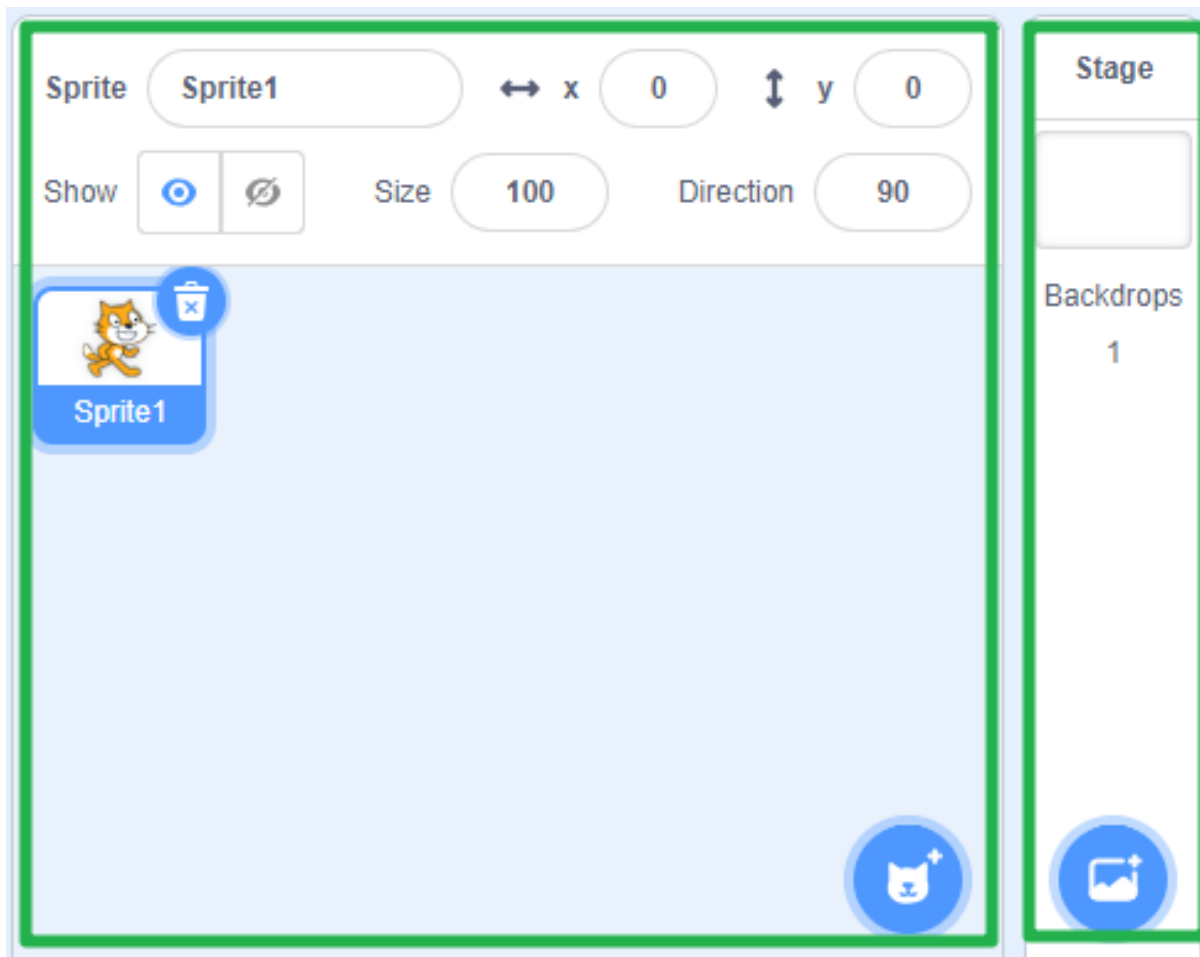 Sprite Sprite1 x 0 y 0
Show Size 100 Direction 90
Sprite1
Stage
Backdrops
1